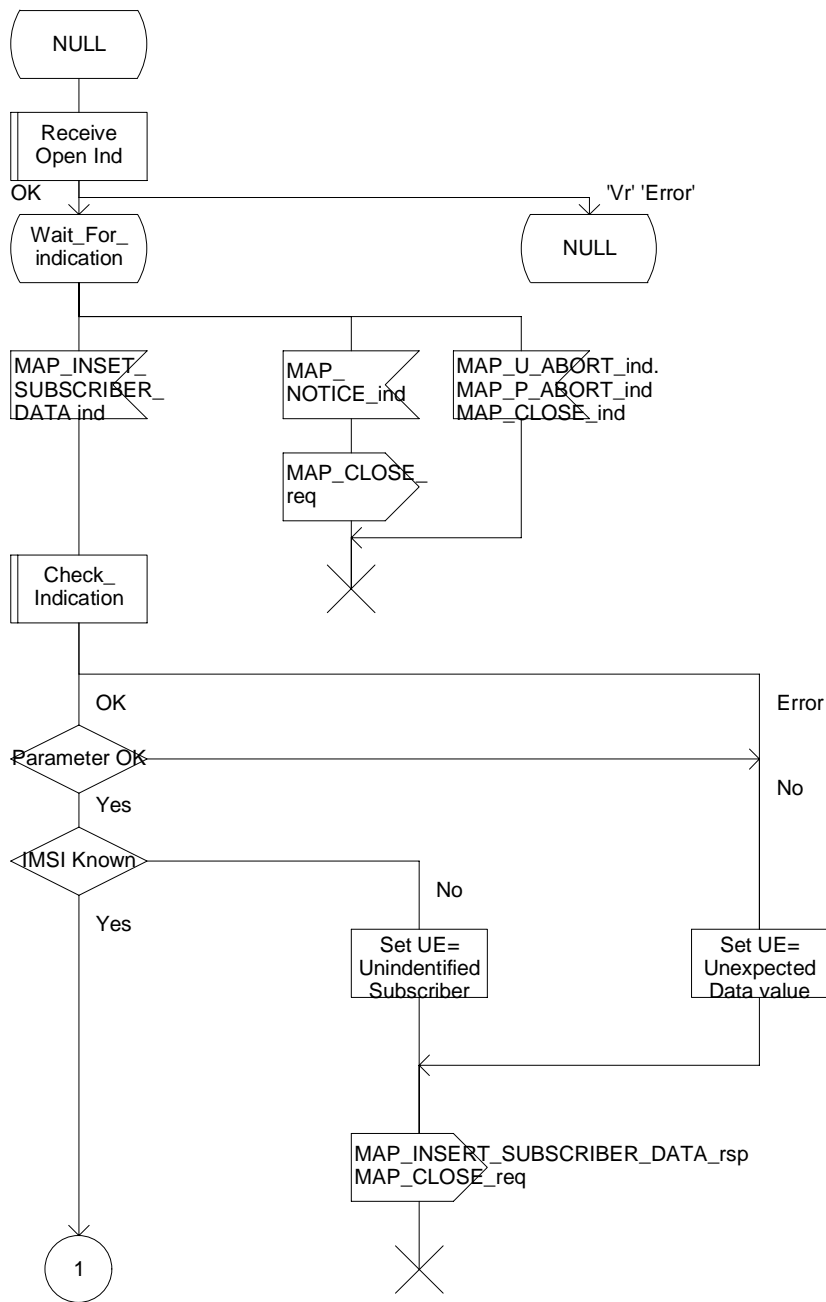 NULL
Receive
Open Ind
OK
'Vr' 'Error'
Wait_For_
indication
NULL
MAP_INSET_
SUBSCRIBER_
DATA ind
MAP_
NOTICE_ind
MAP_U_ABORT_ind.
MAP_P_ABORT_ind
MAP_CLOSE_ind
MAP_CLOSE_
req
Check_
Indication
OK
Error
Parameter OK
No
Yes
IMSI Known
No
Yes
Set UE=
Unindentified
Subscriber
Set UE=
Unexpected
Data value
MAP_INSERT_SUBSCRIBER_DATA_rsp
MAP_CLOSE_req
1